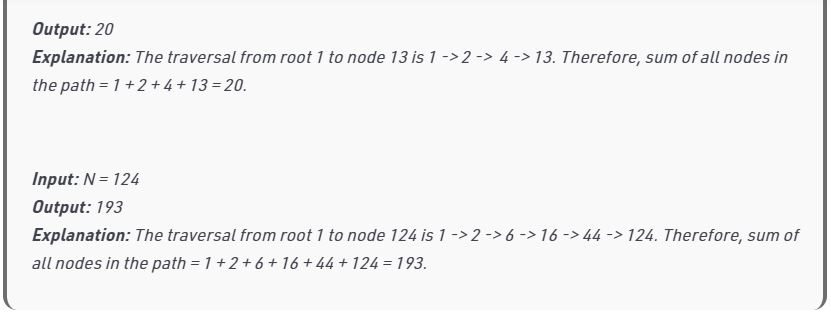 Output: 20
Explanation: The traversal from root 1 to node 13 is 1 -> 2 -> 4 -> 13. Therefore, sum of all nodes in
the path = 1 + 2 + 4 + 13 = 20.
Input: N = 124
Output: 193
Explanation: The traversal from root 1 to node 124 is 1 -> 2 -> 6 -> 16 -> 44 -> 124. Therefore, sum of
all nodes in the path = 1 + 2 + 6 + 16 + 44 + 124 = 193.